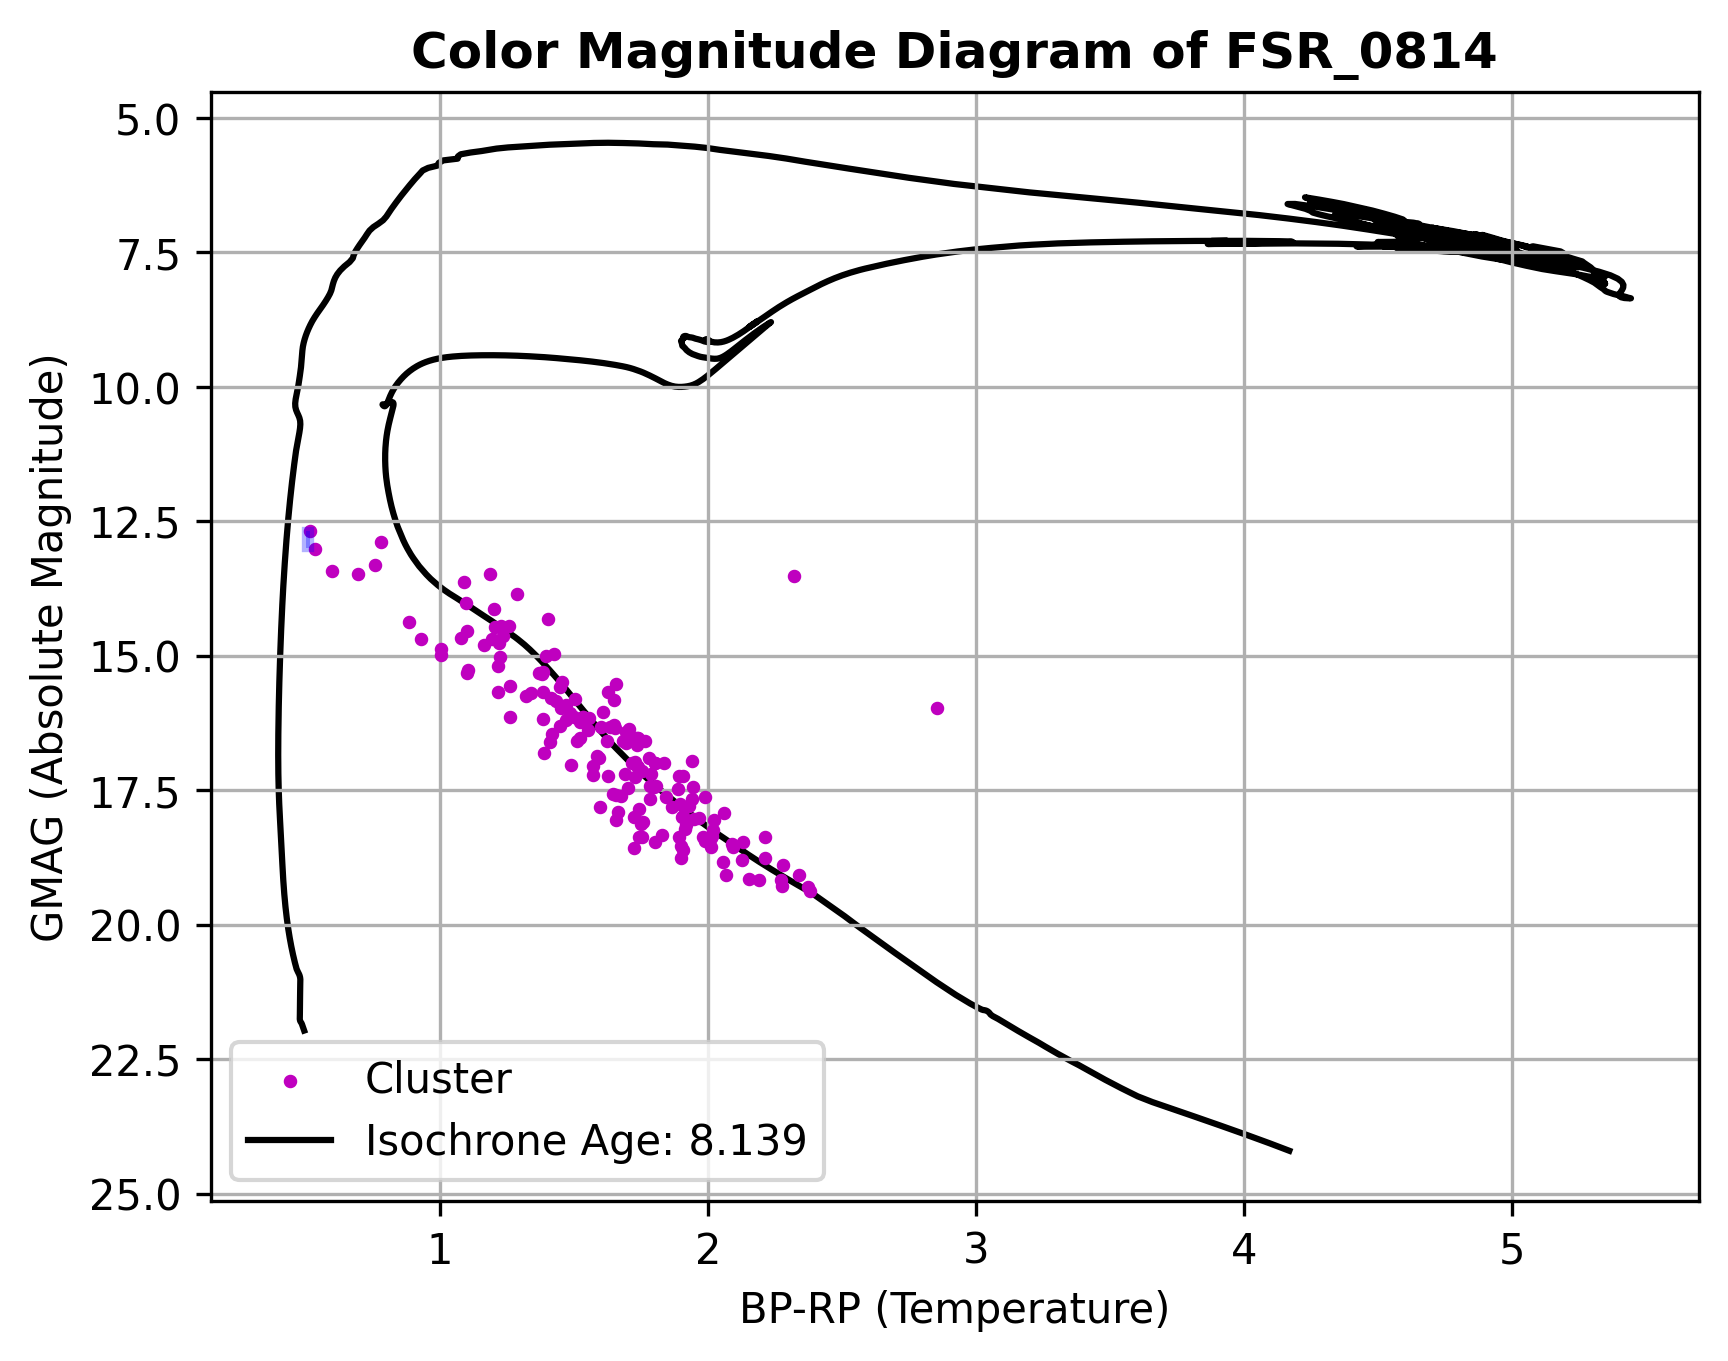 Color Magnitude Diagram of FSR_0814
GMAG (Absolute Magnitude)
5.0
7.5
10.0
12.5
15.0
17.5
20.0
22.5
25.0
Cluster
Isochrone Age: 8.139
1 2 3 4 5
BP-RP (Temperature)